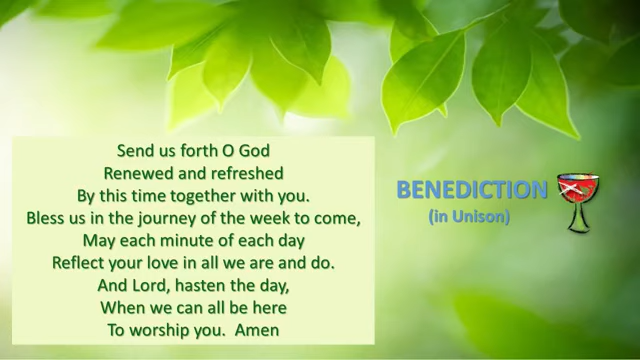 Send us forth O God
Renewed and refreshed
By this time together with you.
Bless us in the journey of the week to come,
May each minute of each day
Reflect your love in all we are and do.
And Lord, hasten the day,
When we can all be here
To worship you.  Amen
BENEDICTION
(in Unison)